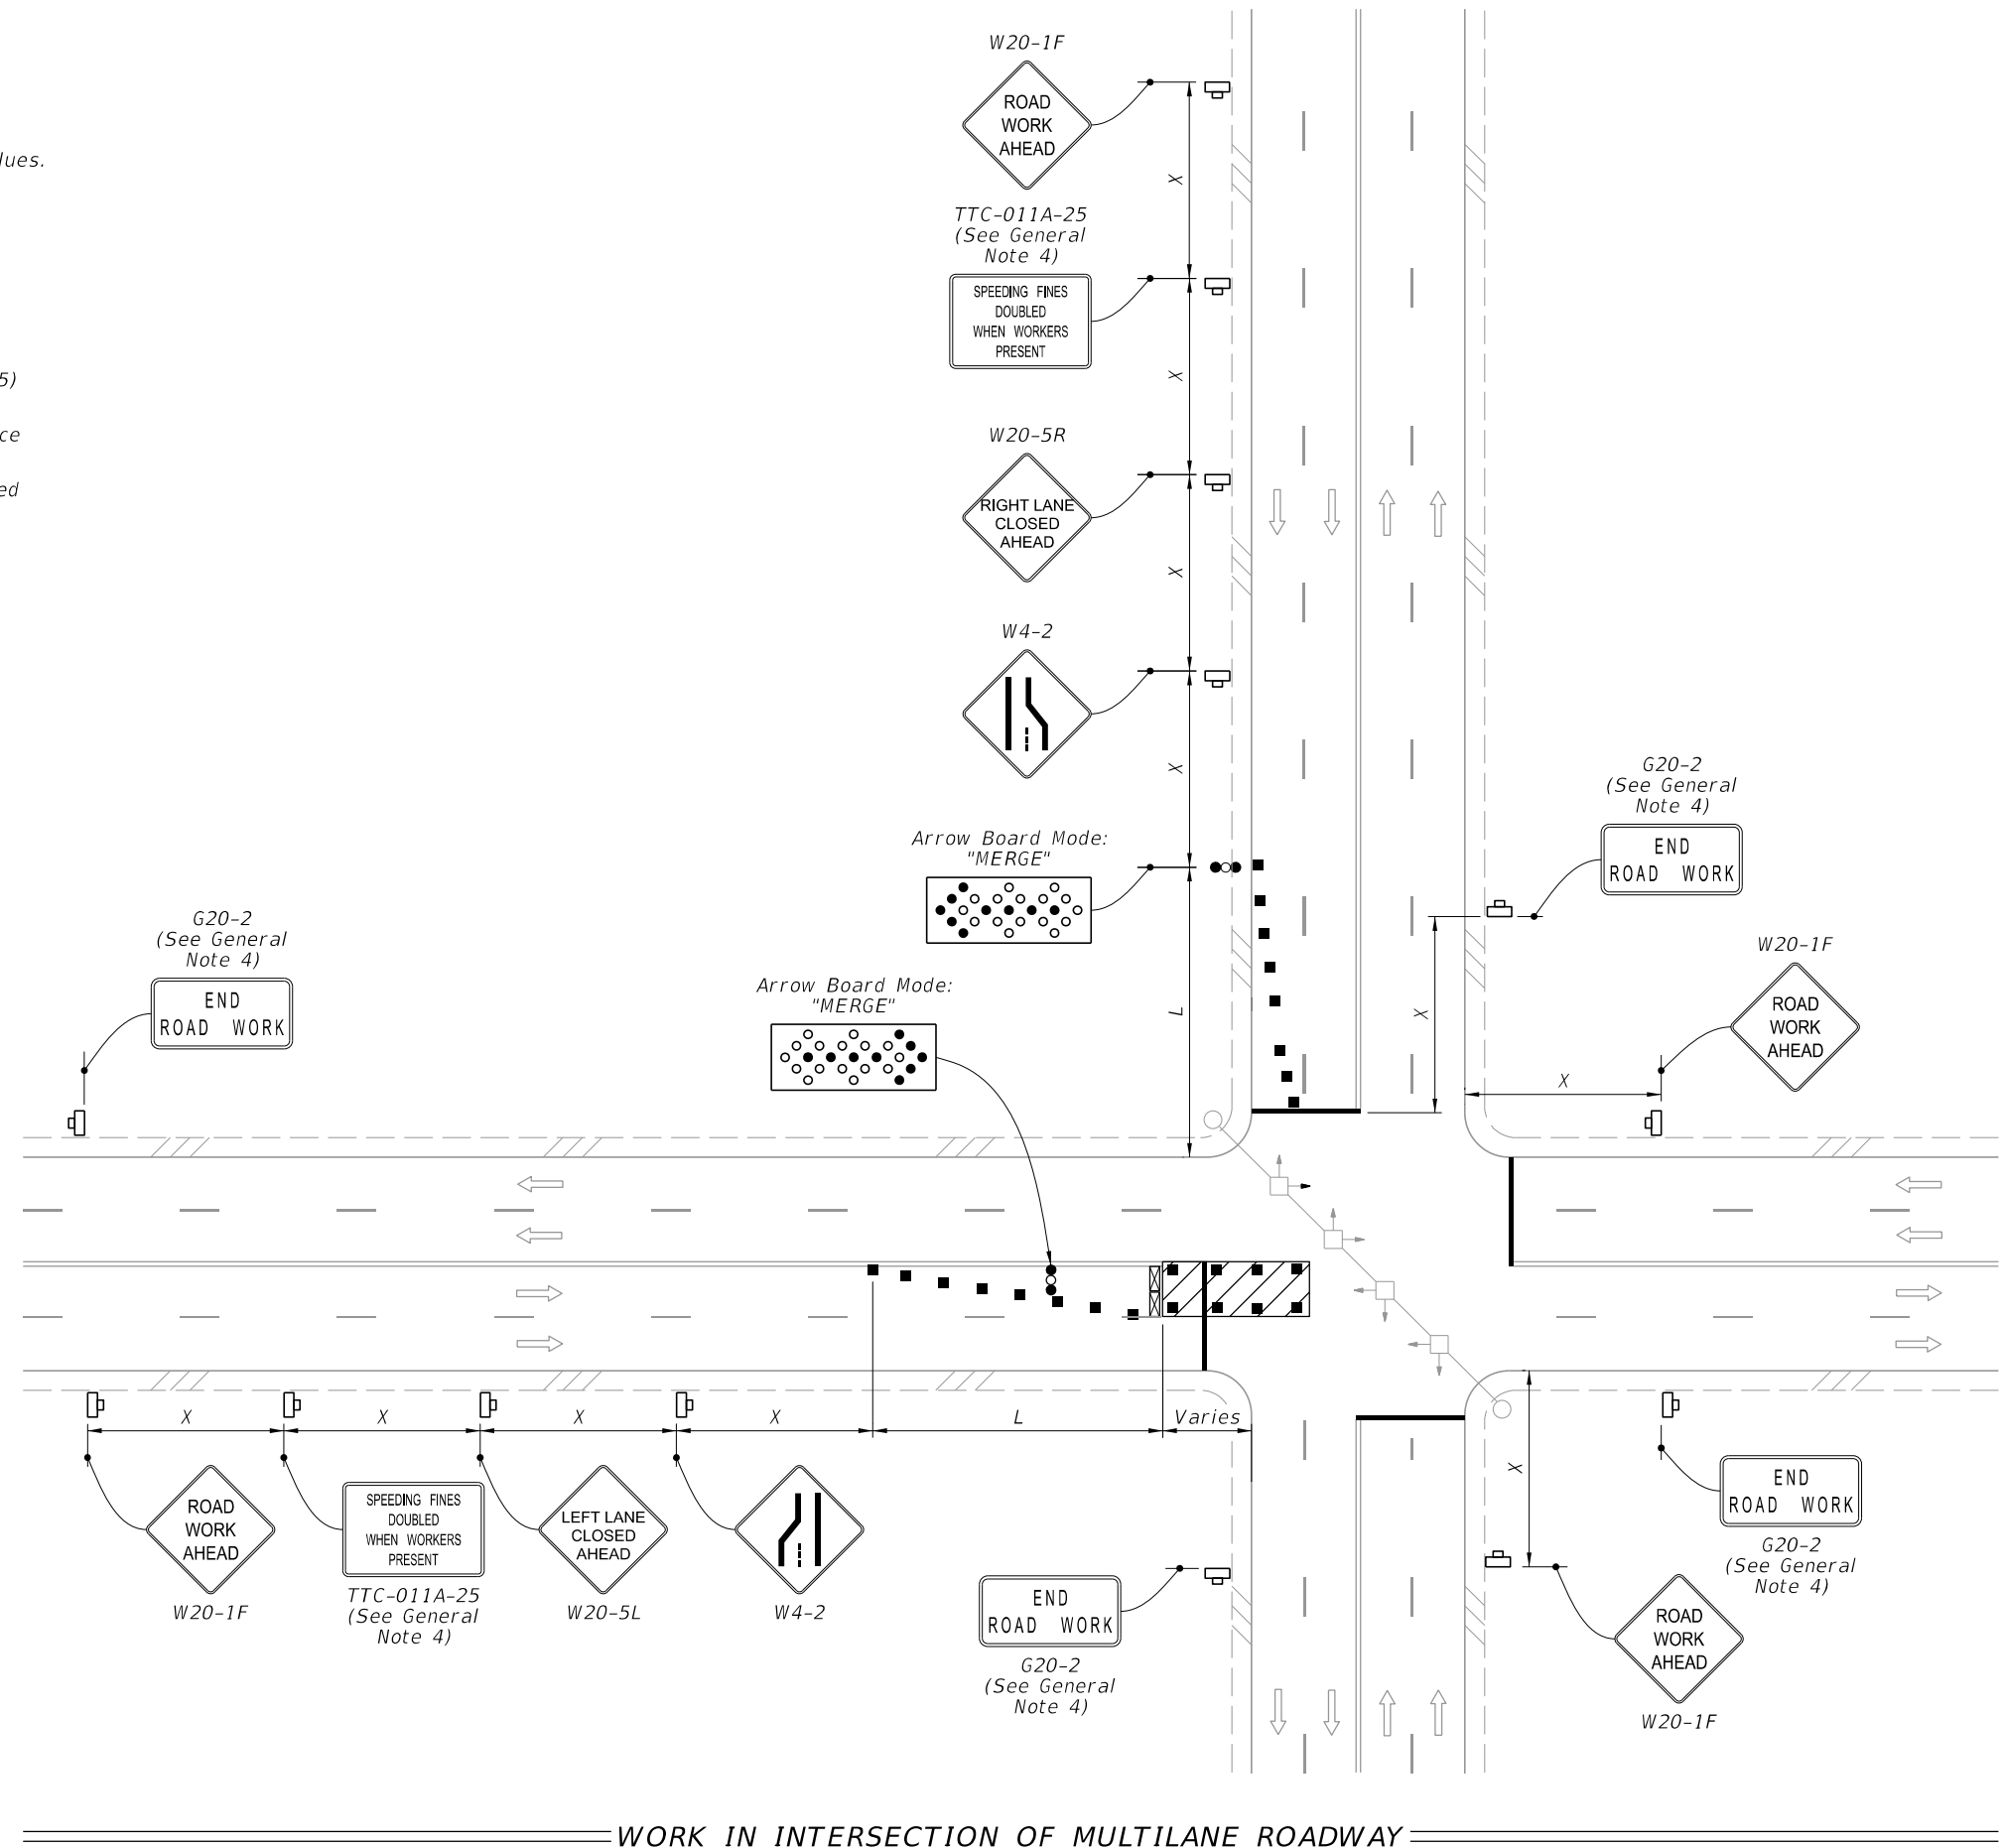 W20-1F
ROAD
WORK
AHEAD
X
TTC-011A-25
(See General
Note 4)
SPEEDING FINES
DOUBLED
WHEN WORKERS
PRESENT
X
W20-5R
RIGHT LANE
CLOSED
AHEAD
X
W4-2
X
Arrow Board Mode:
"MERGE"
L
G20-2
(See General
Note 4)
END
ROAD WORK
X
W20-1F
ROAD
WORK
AHEAD
X
G20-2
(See General
Note 4)
END
ROAD WORK
Arrow Board Mode:
"MERGE"
X
X
X
X
L
Varies
ROAD
WORK
AHEAD
W20-1F
SPEEDING FINES
DOUBLED
WHEN WORKERS
PRESENT
TTC-011A-25
(See General
Note 4)
LEFT LANE
CLOSED
AHEAD
W20-5L
W4-2
END
ROAD WORK
G20-2
(See General
Note 4)
X
END
ROAD WORK
G20-2
(See General
Note 4)
ROAD
WORK
AHEAD
W20-1F
WORK IN INTERSECTION OF MULTILANE ROADWAY